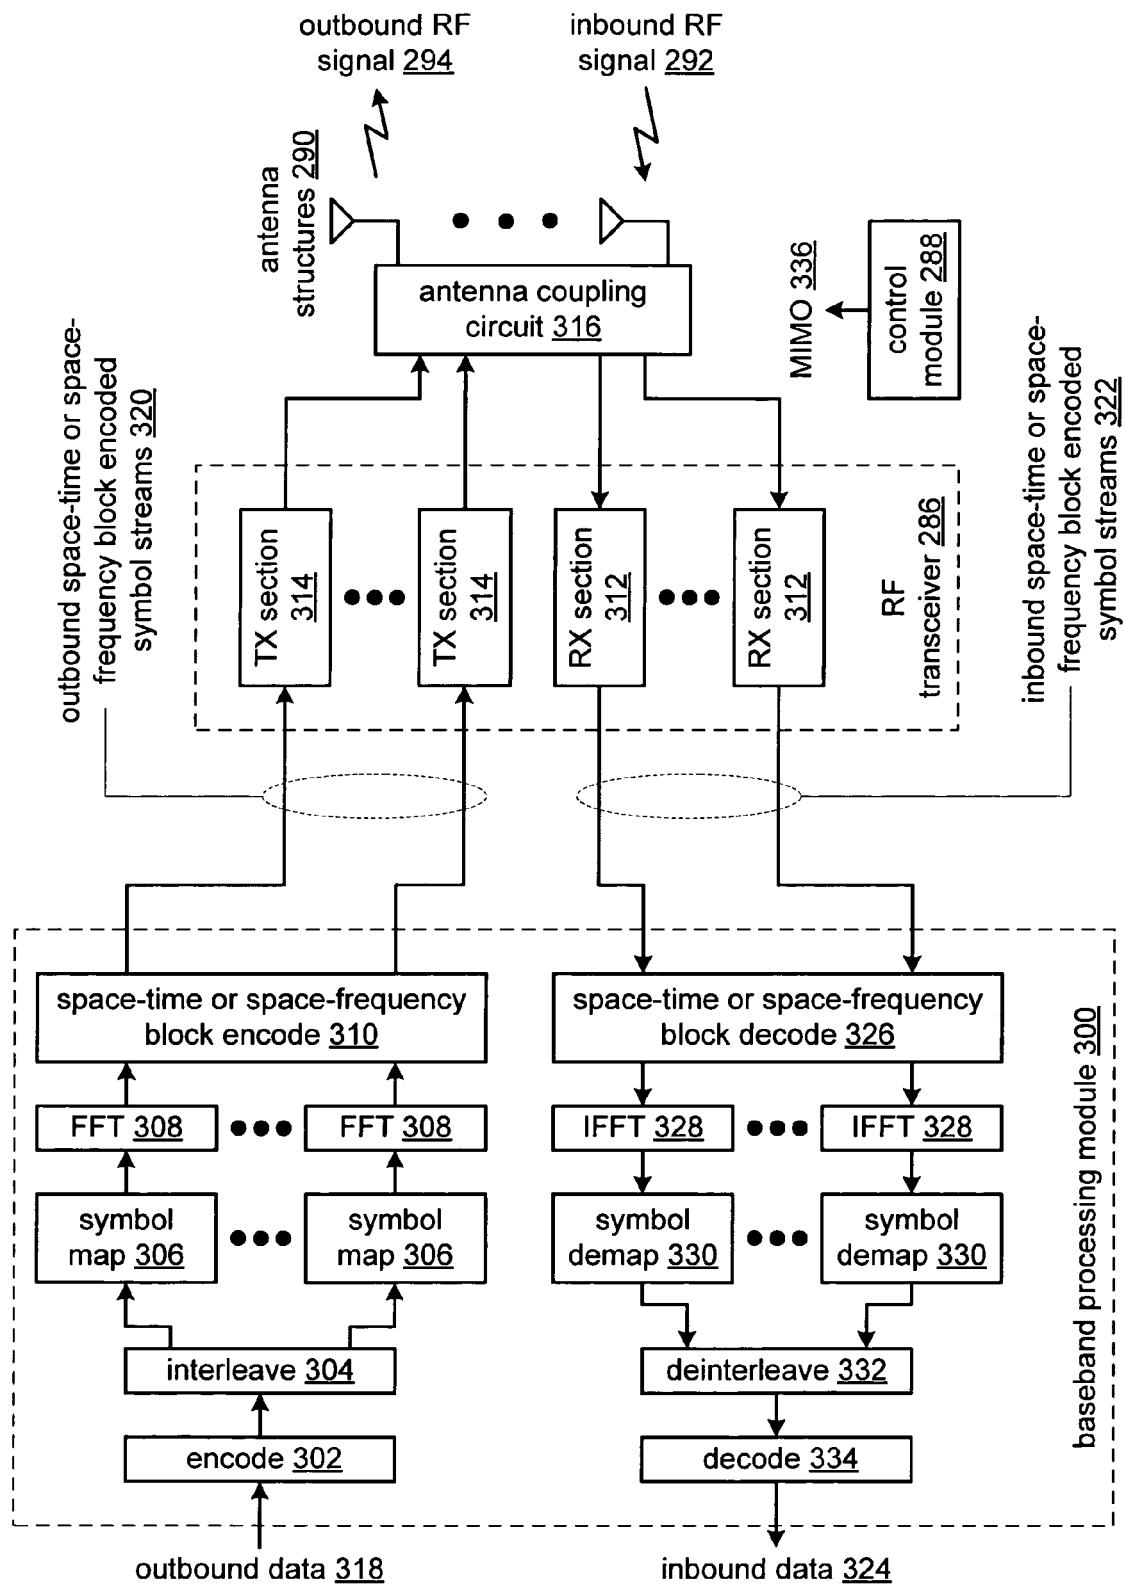 outbound RF
signal 294
inbound RF
signal 292
antenna
structures 290
antenna coupling
circuit 316
MIMO 336
control
module 288
outbound space-time or space-
frequency block encoded
symbol streams 320
inbound space-time or space-
frequency block encoded
symbol streams 322
TX section
314
TX section
314
RX section
312
RX section
312
RF
transceiver 286
space-time or space-frequency
block encode 310
space-time or space-frequency
block decode 326
FFT 308
FFT 308
IFFT 328
IFFT 328
symbol
map 306
symbol
map 306
symbol
demap 330
symbol
demap 330
interleave 304
deinterleave 332
encode 302
decode 334
baseband processing module 300
outbound data 318
inbound data 324